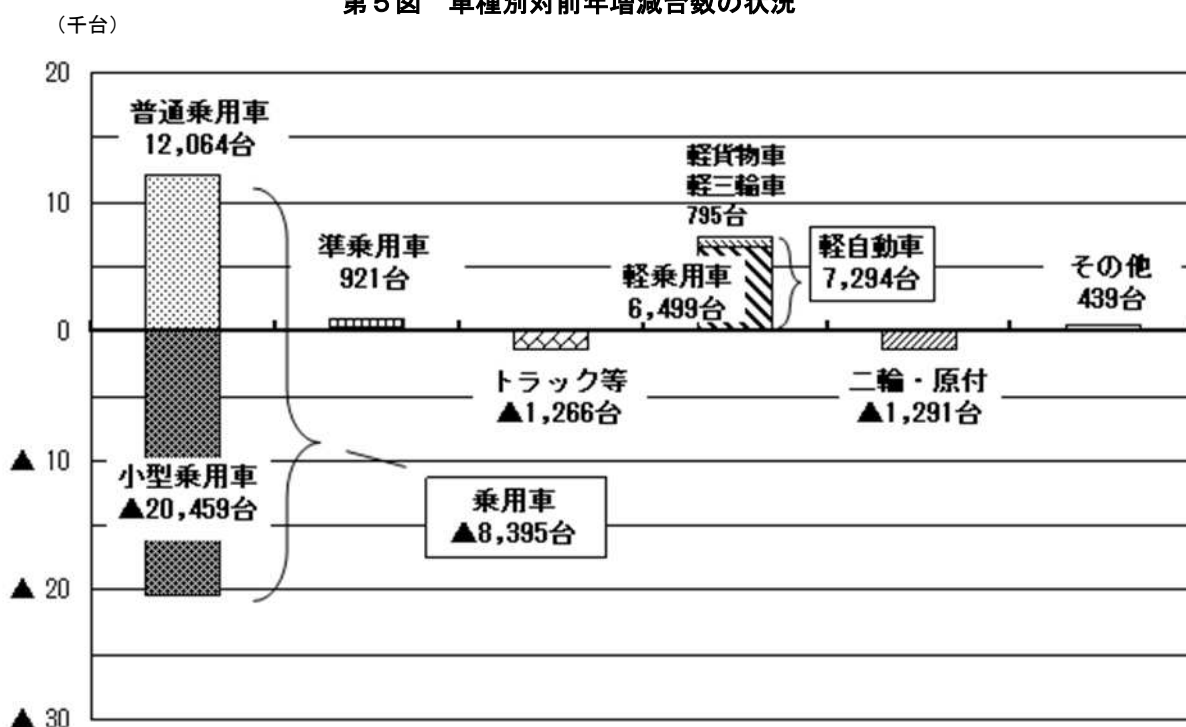 第５図　車種別対前年増減台数の状況
（千台）
20
普通乗用車
12,064台
軽貨物車
軽三輪車
795台
10
準乗用車
921台
軽乗用車
6,499台
軽自動車
7,294台
その他
439台
0
トラック等
▲1,266台
二輪・原付
▲1,291台
▲ 10
小型乗用車
▲20,459台
乗用車
▲8,395台
▲ 20
▲ 30